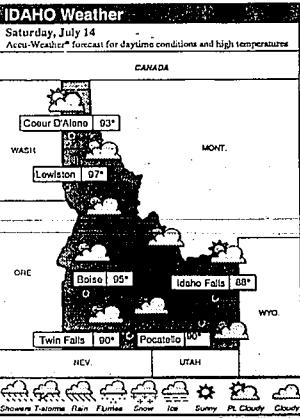 IDAHO Weather
Saturday, July 14
Accu-Weather® forecast for daytime conditions and high temperatures
CANADA
Coeur D'Alene 93°
WASH
MONT.
Lewiston 97°
ORE
Boise 95°
Idaho Falls 88°
WYO.
Twin Falls 90°
Pocatello 90°
NEV.
UTAH
Showers T-storms Rain Flurries Snow Ice Sunny Pt. Cloudy Cloudy